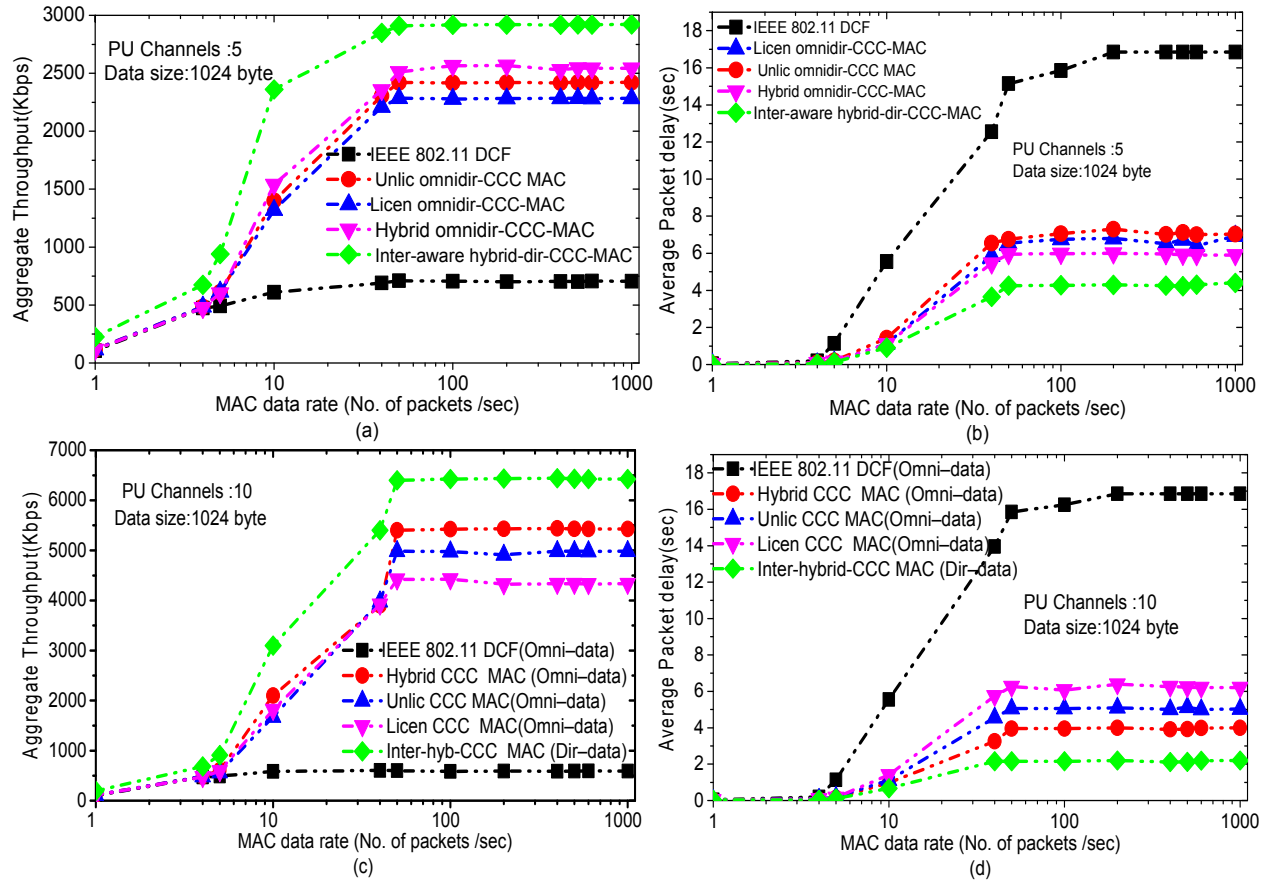 3000
2500
2000
1500
1000
500
0
Aggregate Throughput(Kbps)
PU Channels :5
Data size:1024 byte
IEEE 802.11 DCF
Unlic omnidir-CCC MAC
Licen omnidir-CCC-MAC
Hybrid omnidir-CCC-MAC
Inter-aware hybrid-dir-CCC-MAC
1 10 100 1000
MAC data rate (No. of packets /sec)
(a)
18
16
14
12
10
8
6
4
2
0
Average Packet delay(sec)
IEEE 802.11 DCF
Licen omnidir-CCC-MAC
Unlic omnidir-CCC MAC
Hybrid omnidir-CCC-MAC
Inter-aware hybrid-dir-CCC-MAC
PU Channels :5
Data size:1024 byte
1 10 100 1000
MAC data rate (No. of packets /sec)
(b)
7000
6000
5000
4000
3000
2000
1000
0
Aggregate Throughput(Kbps)
PU Channels :10
Data size:1024 byte
IEEE 802.11 DCF(Omni–data)
Hybrid CCC MAC (Omni–data)
Unlic CCC MAC(Omni–data)
Licen CCC MAC(Omni–data)
Inter-hyb-CCC MAC (Dir–data)
1 10 100 1000
MAC data rate (No. of packets /sec)
(c)
18
16
14
12
10
8
6
4
2
0
Average Packet delay(sec)
IEEE 802.11 DCF(Omni–data)
Hybrid CCC MAC (Omni–data)
Unlic CCC MAC(Omni–data)
Licen CCC MAC(Omni–data)
Inter-hybrid-CCC MAC (Dir–data)
PU Channels :10
Data size:1024 byte
1 10 100 1000
MAC data rate (No. of packets /sec)
(d)